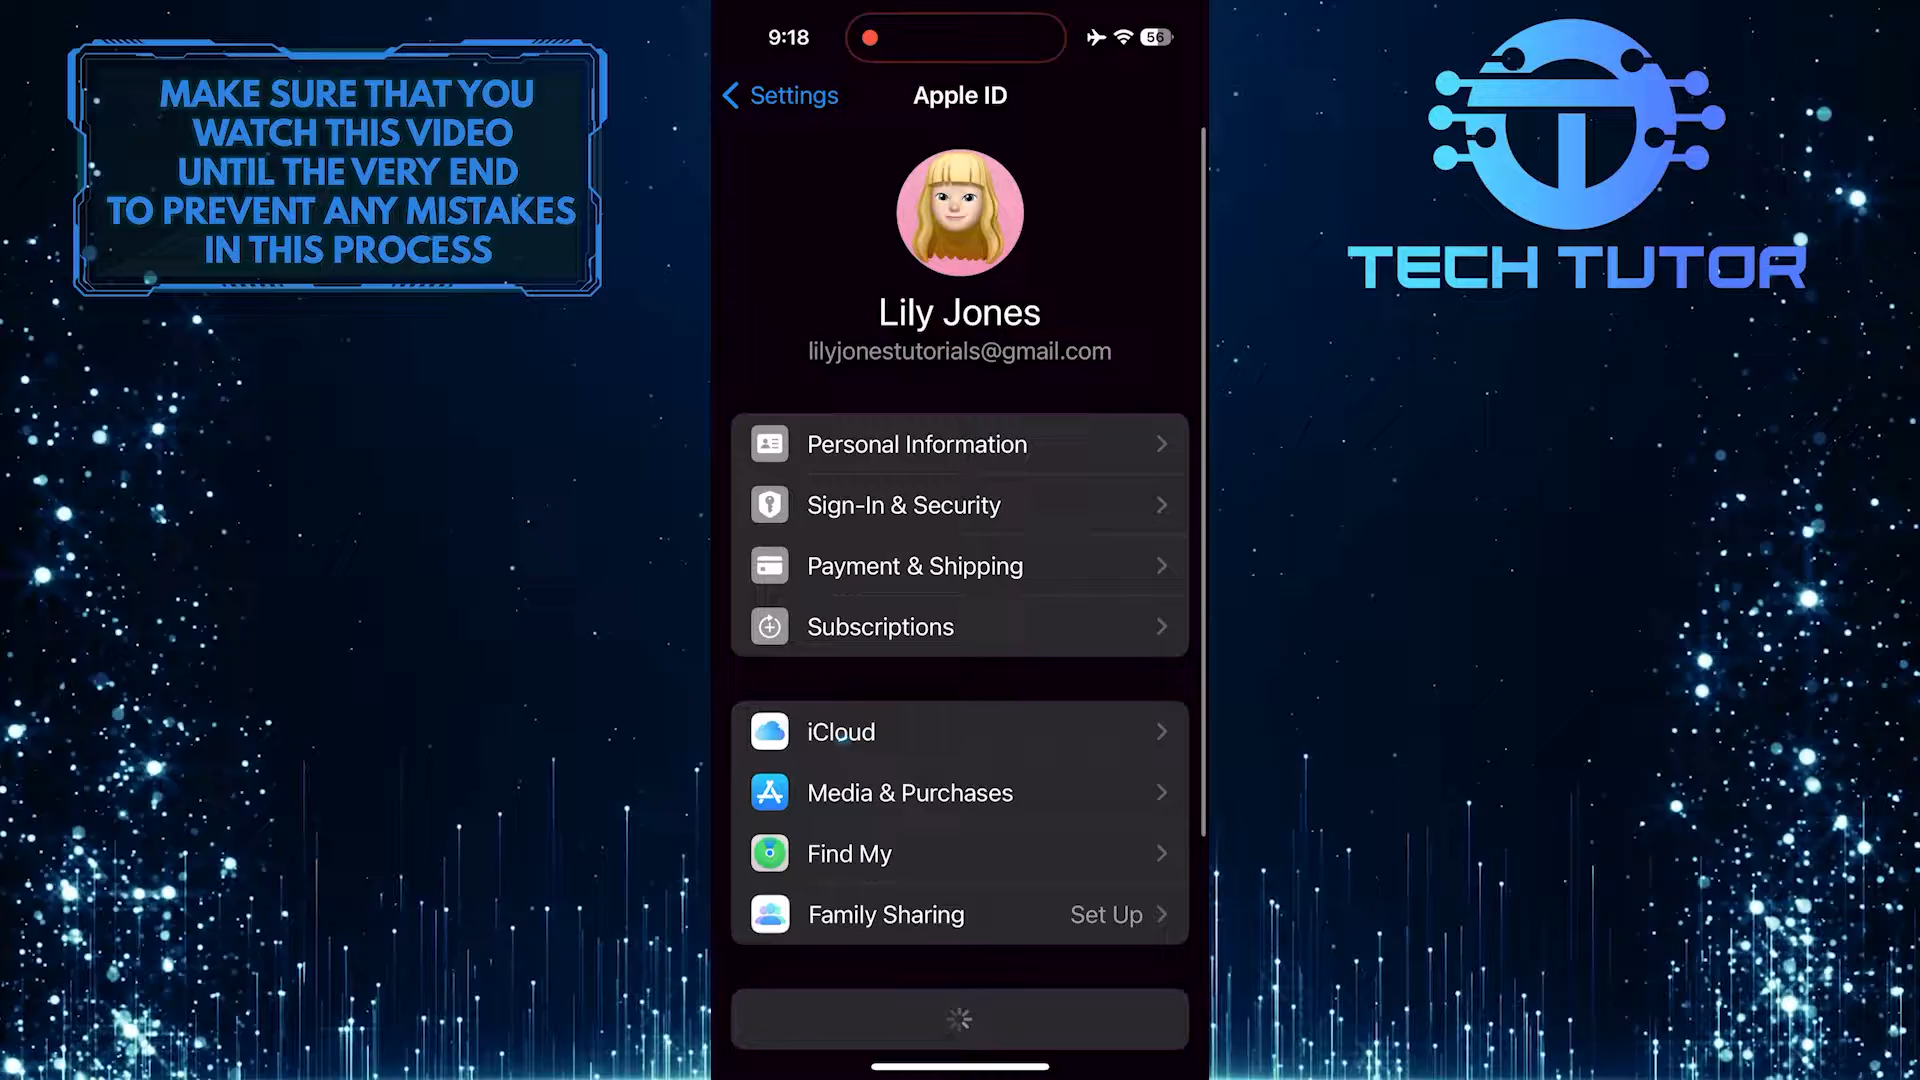 MAKE SURE THAT YOU
WATCH THIS VIDEO
UNTIL THE VERY END
TO PREVENT ANY MISTAKES
IN THIS PROCESS
9:18
56
Settings
Apple ID
Lily Jones
lilyjonestutorials@gmail.com
Personal Information
Sign-In & Security
Payment & Shipping
Subscriptions
iCloud
Media & Purchases
Find My
Family Sharing Set Up
TECH TUTOR